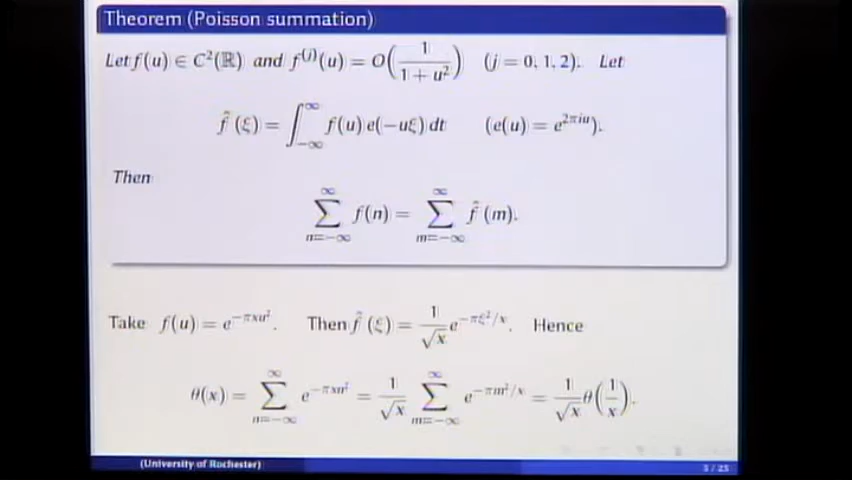 Theorem (Poisson summation)
Let f(u) ∈ C²(ℝ) and f⁽ʲ⁾(u) = O(1/(1 + u²)) (j = 0, 1, 2). Let
f̂(ξ) = ∫_{−∞}^{∞} f(u)e(−uξ) dt (e(u) = e^{2πiu}).
Then
∑_{n=−∞}^{∞} f(n) = ∑_{m=−∞}^{∞} f̂(m).
Take f(u) = e^{−πxu²}. Then f̂(ξ) = 1/√x e^{−πξ²/x}. Hence
θ(x) = ∑_{n=−∞}^{∞} e^{−πxn²} = 1/√x ∑_{m=−∞}^{∞} e^{−πm²/x} = 1/√x θ(1/x).
(University of Rochester)
5 / 25